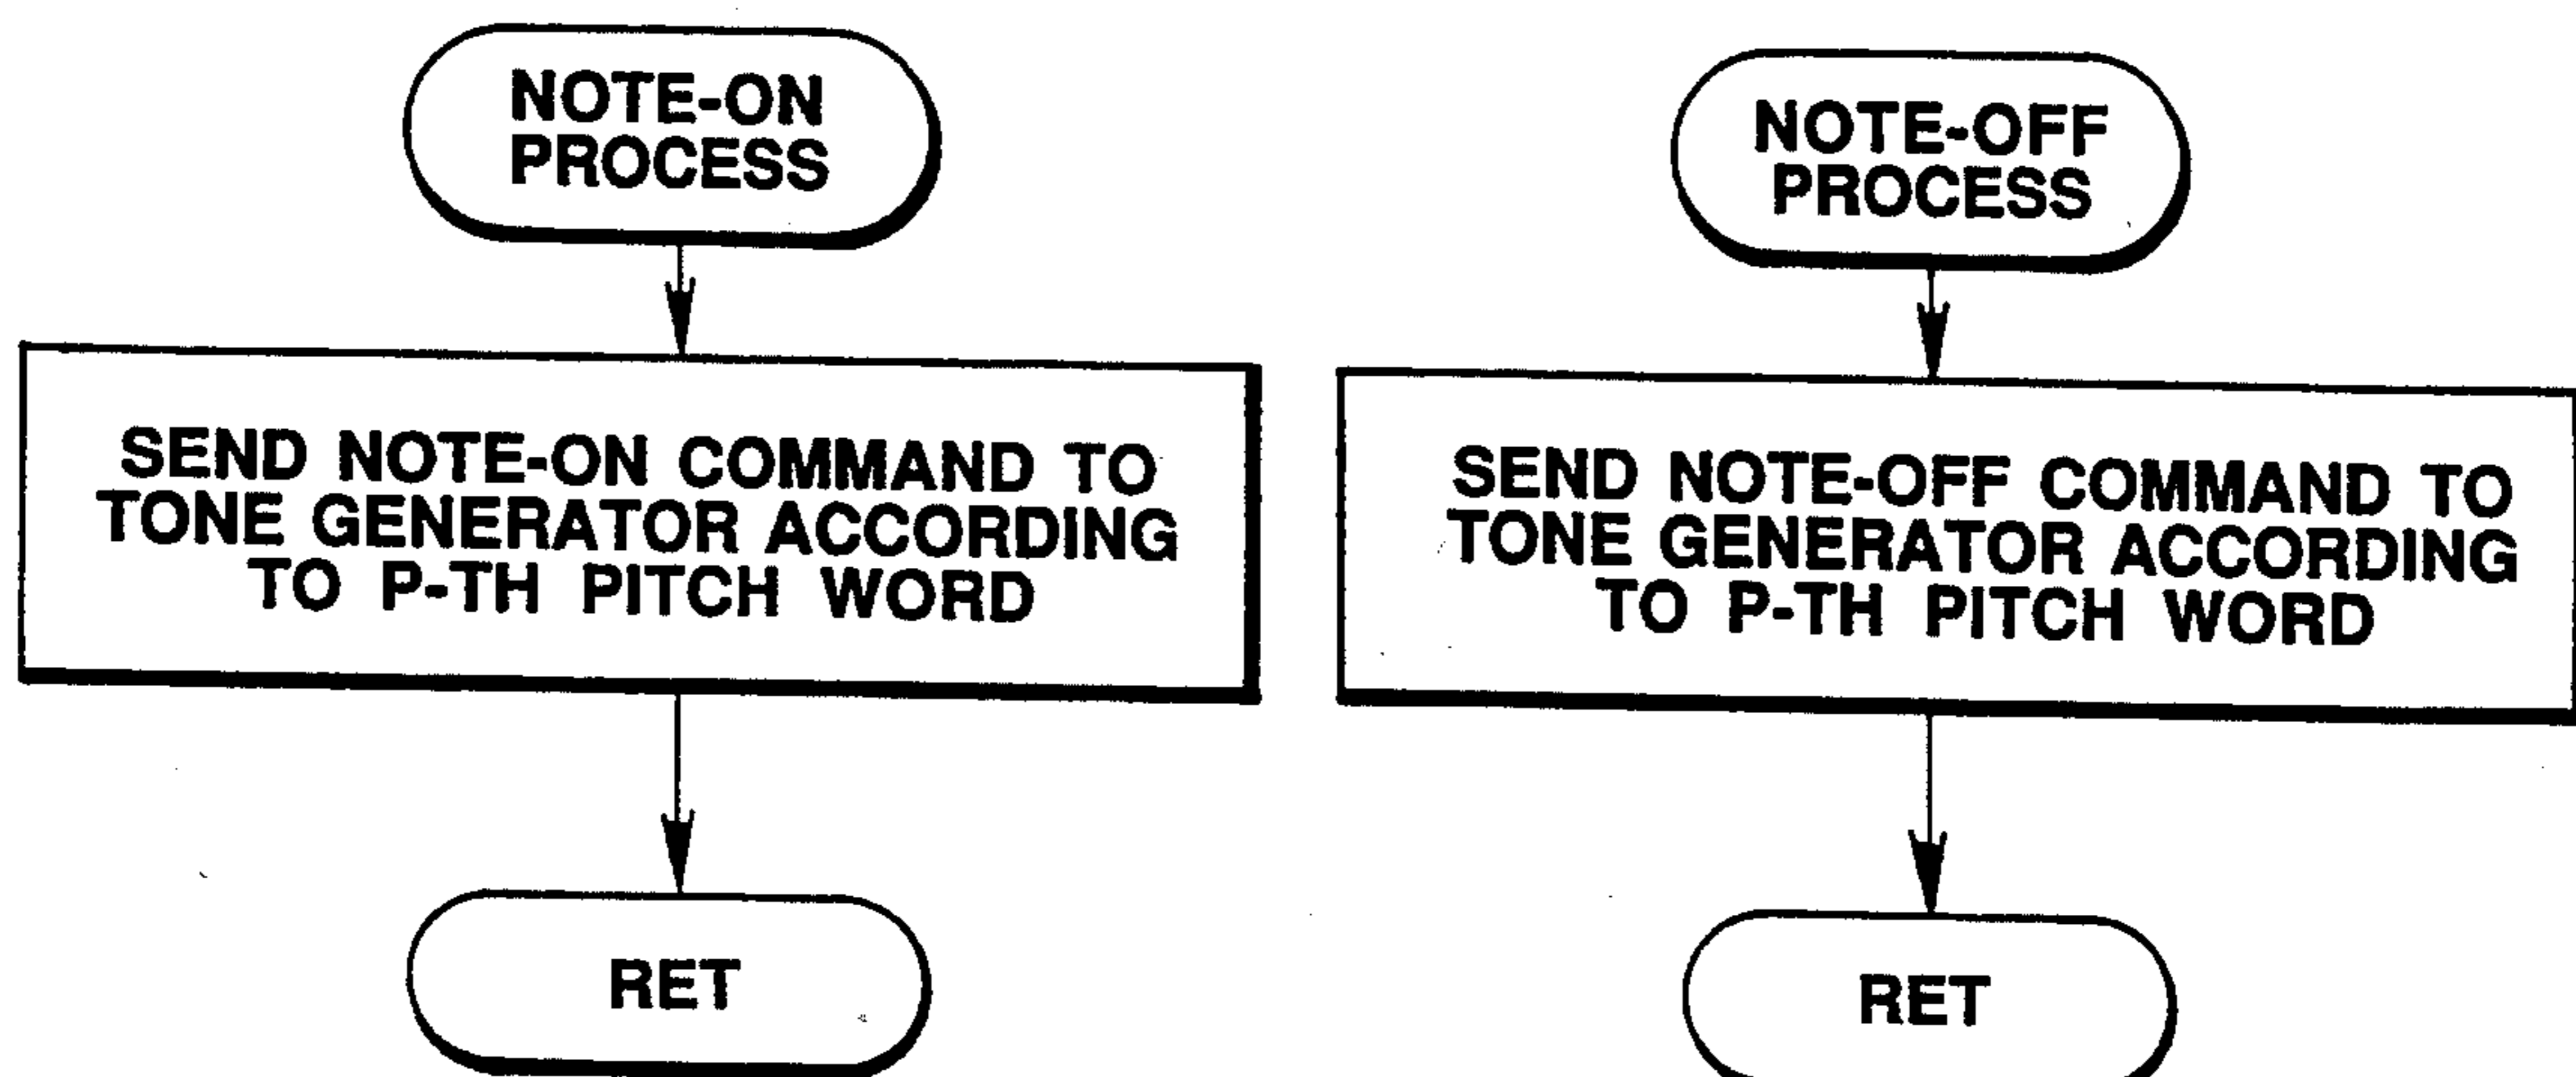 NOTE-ON
PROCESS
SEND NOTE-ON COMMAND TO
TONE GENERATOR ACCORDING
TO P-TH PITCH WORD
RET
NOTE-OFF
PROCESS
SEND NOTE-OFF COMMAND TO
TONE GENERATOR ACCORDING
TO P-TH PITCH WORD
RET